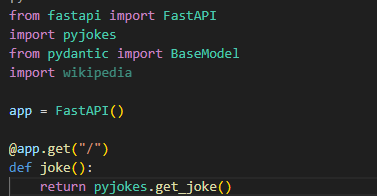 from fastapi import FastAPI
import pyjokes
from pydantic import BaseModel
import wikipedia
app = FastAPI()
@app.get("/")
def joke():
    return pyjokes.get_joke()